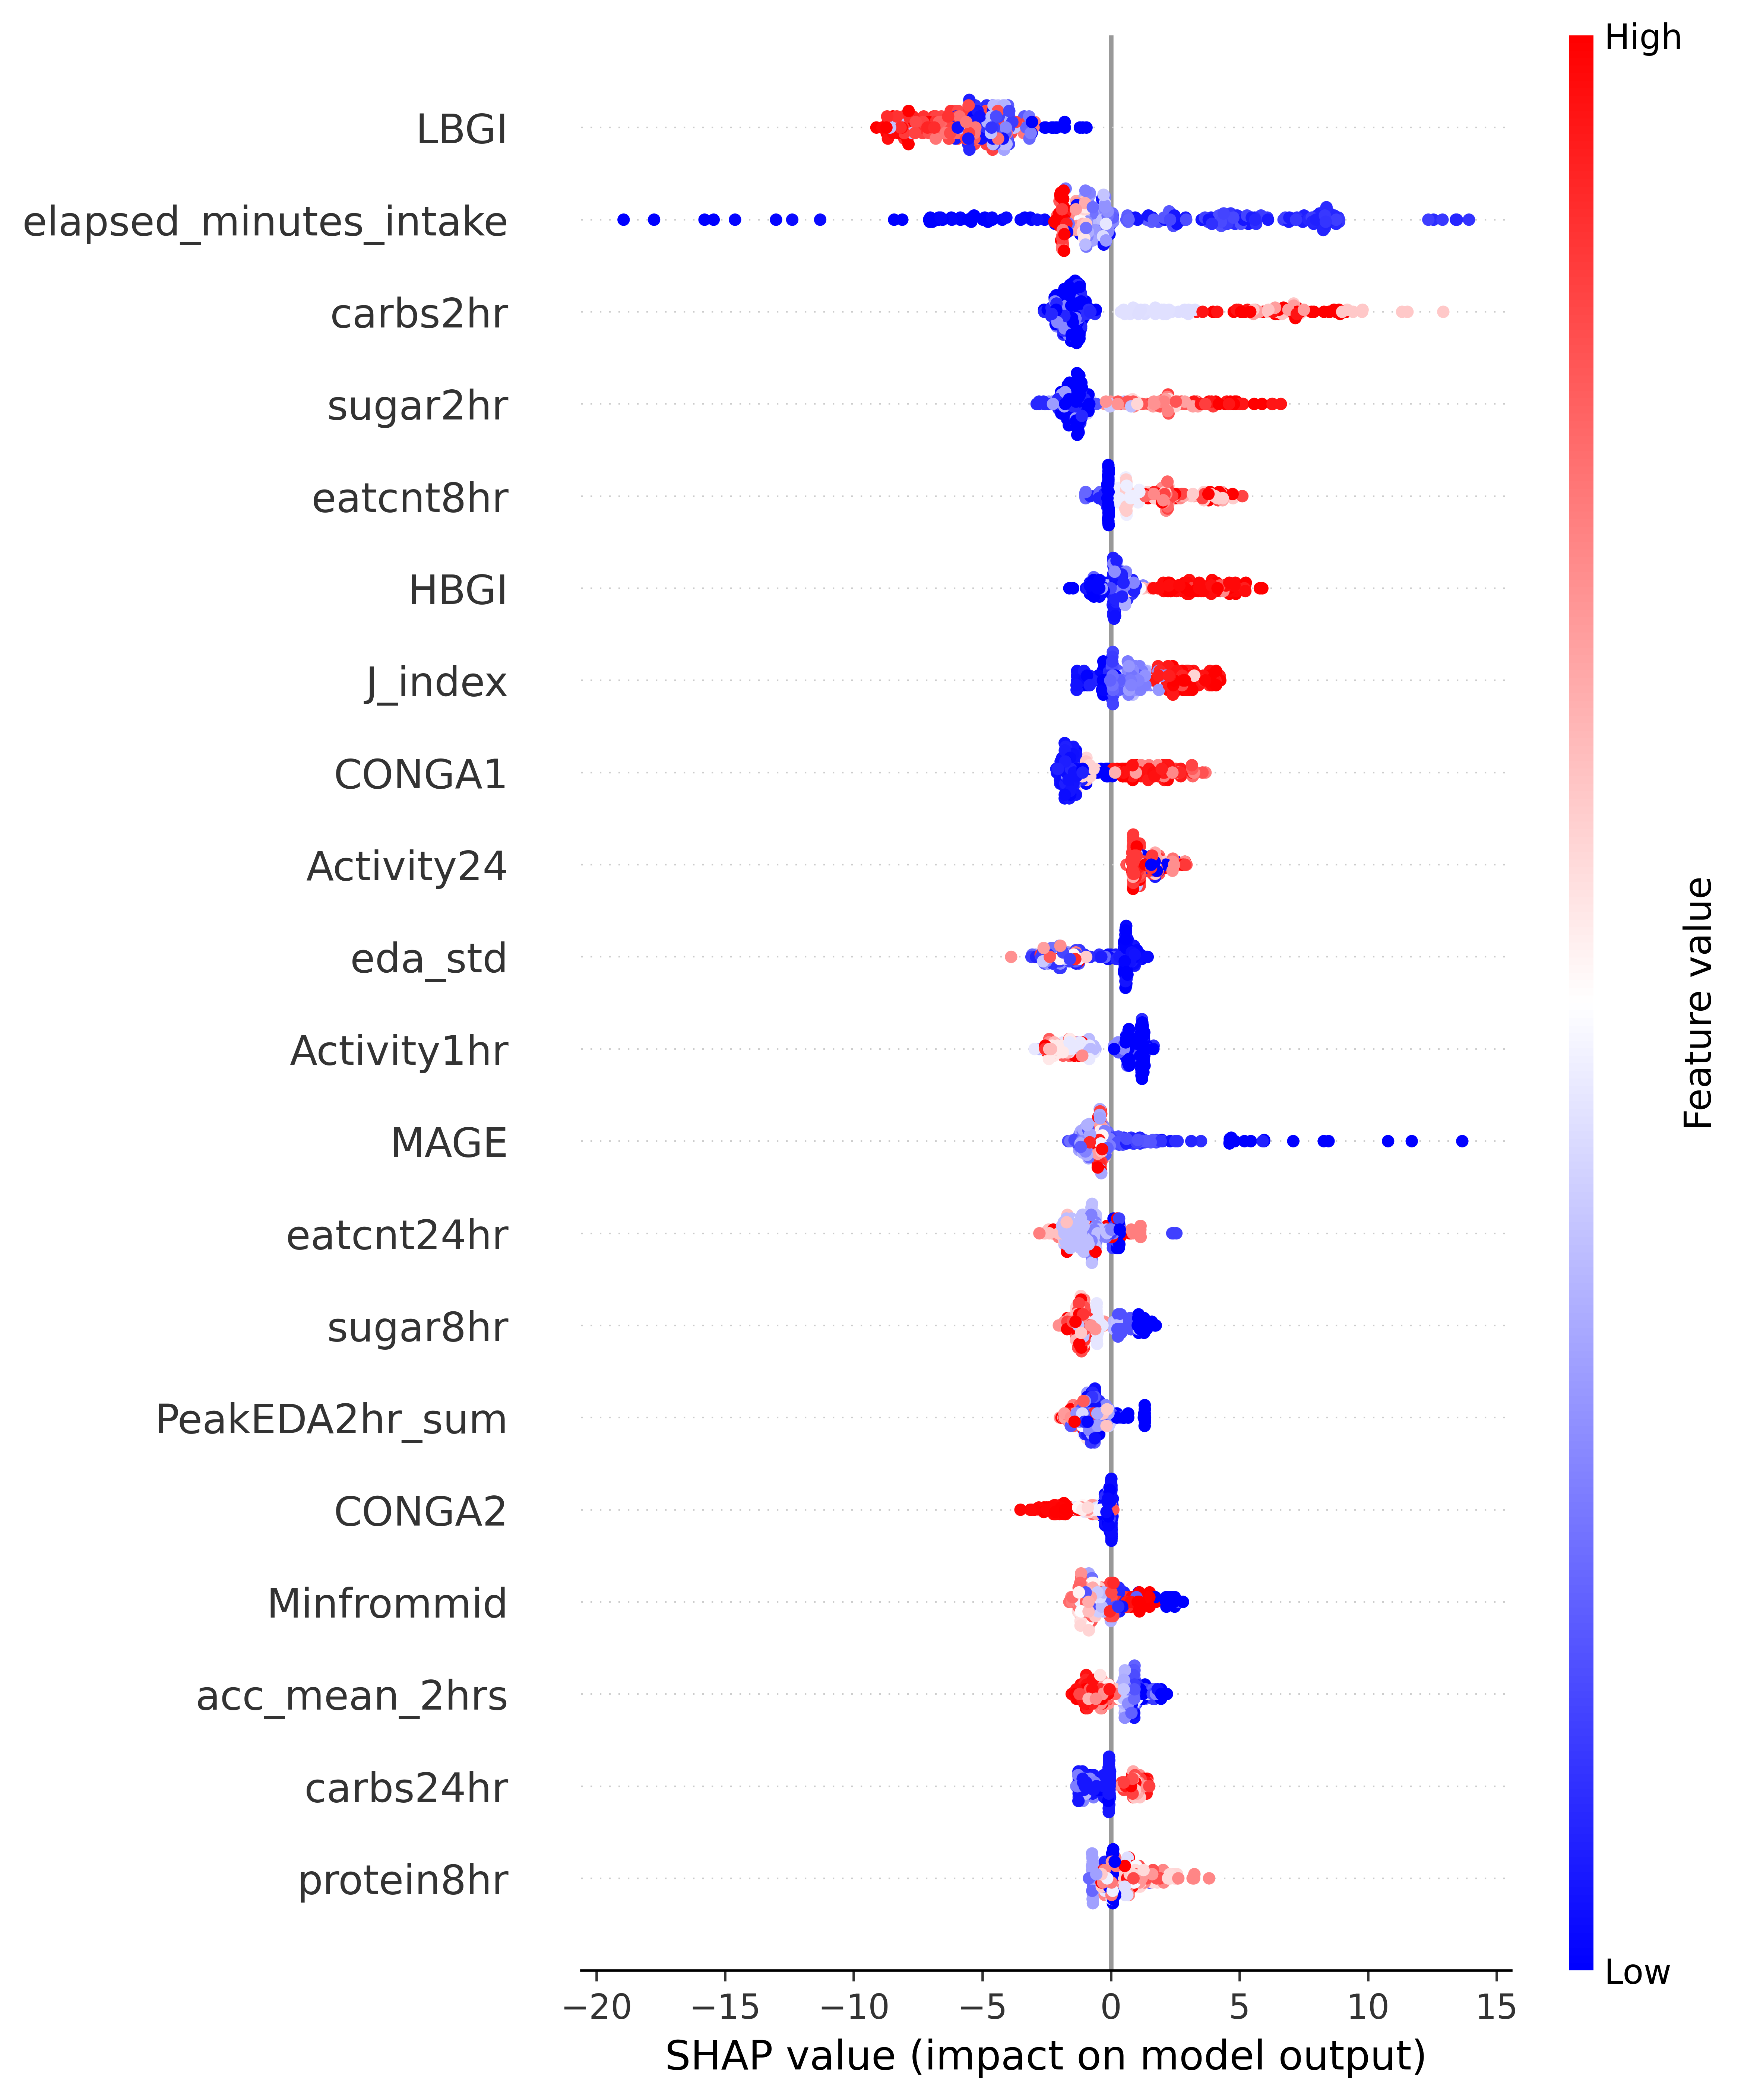 High
LBGI
elapsed_minutes_intake
carbs2hr
sugar2hr
eatcnt8hr
HBGI
J_index
CONGA1
Activity24
eda_std
Activity1hr
MAGE
eatcnt24hr
sugar8hr
PeakEDA2hr_sum
CONGA2
Minfrommid
acc_mean_2hrs
carbs24hr
protein8hr
Feature value
Low
−20 −15 −10 −5 0 5 10 15
SHAP value (impact on model output)